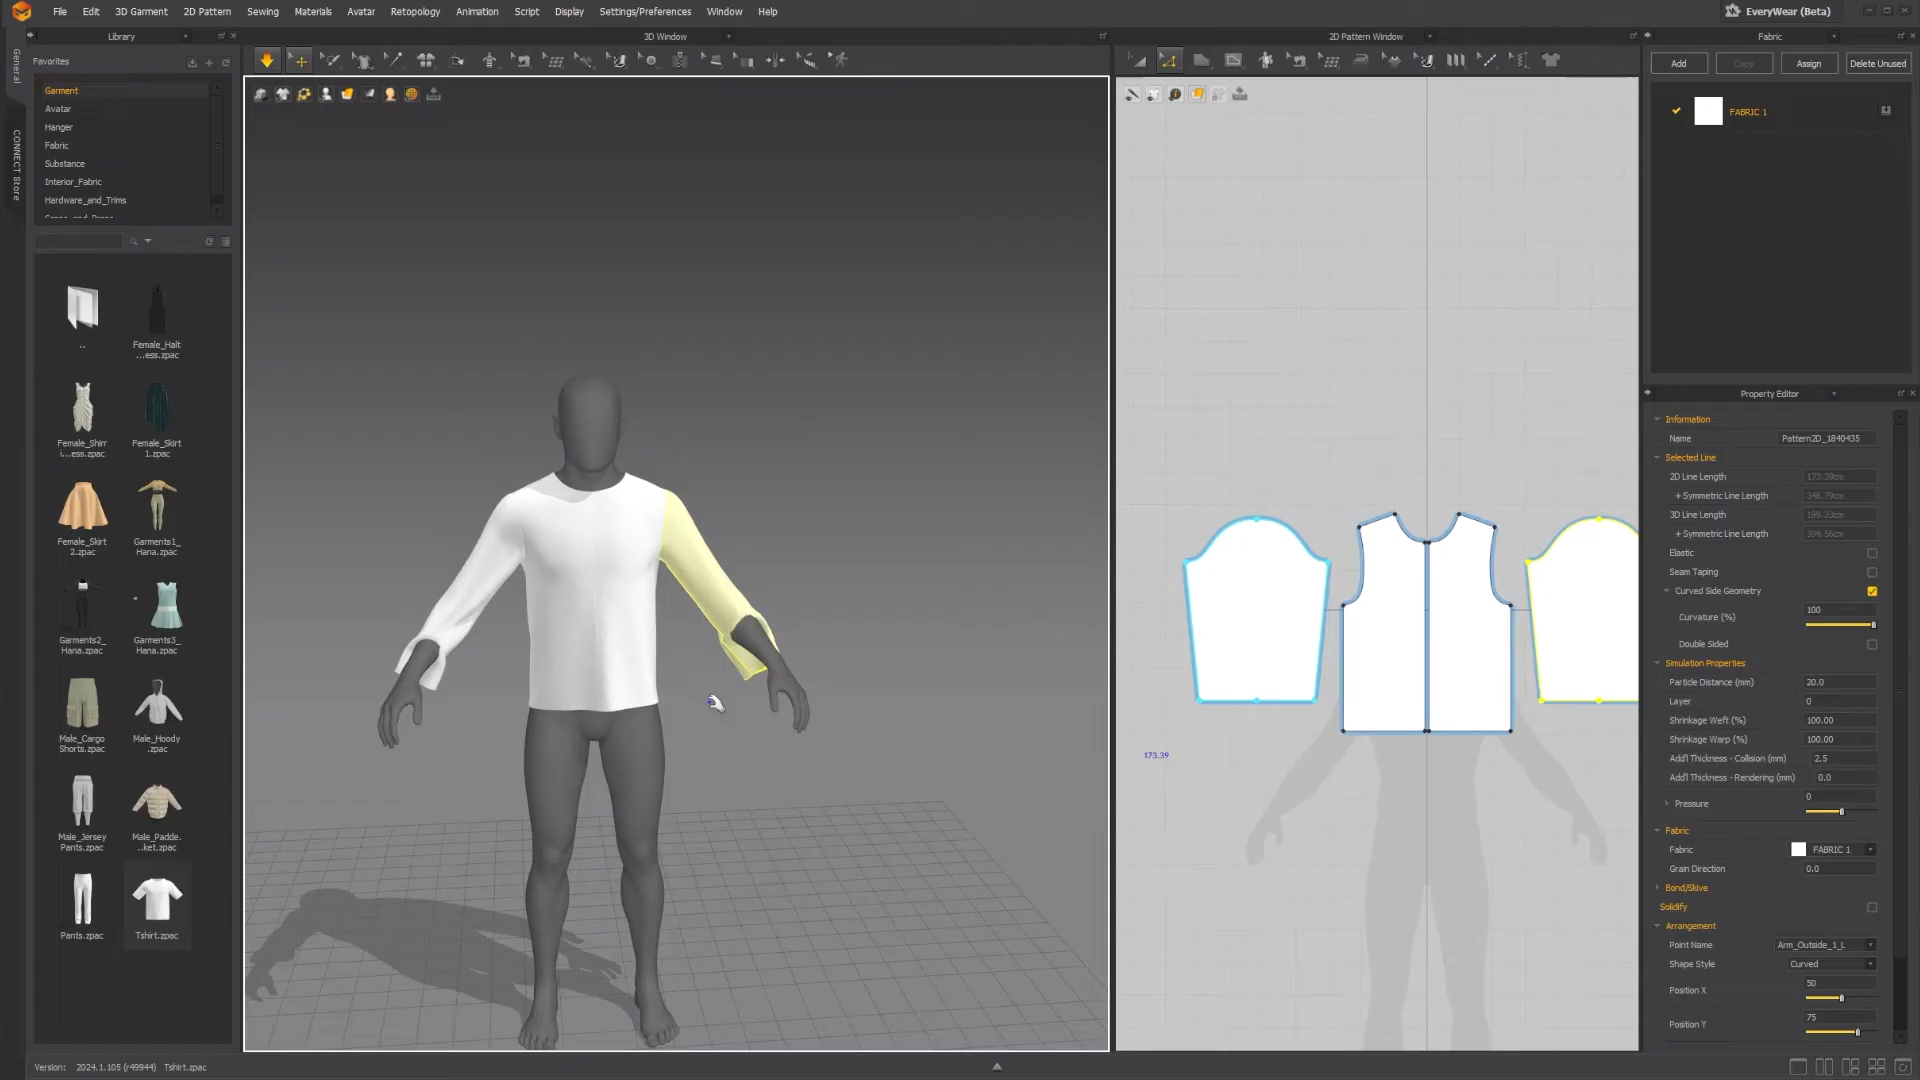 File Edit 3D Garment 2D Pattern Sewing Materials Avatar Retopology Animation Script Display Settings/Preferences Window Help
EveryWear (Beta)
Library
3D Window
2D Pattern Window
Fabric
General
CONNECT Store
Favorites
Garment
Avatar
Hanger
Fabric
Substance
Interior_Fabric
Hardware_and_Trims
..
Female_Halt
...ess.zpac
Female_Shirr
i...ess.zpac
Female_Skirt
1.zpac
Female_Skirt
2.zpac
Garments1_
Hana.zpac
Garments2_
Hana.zpac
Garments3_
Hana.zpac
Male_Cargo
Shorts.zpac
Male_Hoody
.zpac
Male_Jersey
Pants.zpac
Male_Padde.
..ket.zpac
Pants.zpac
Tshirt.zpac
173.39
Add
Copy
Assign
Delete Unused
FABRIC 1
Property Editor
Information
Name Pattern2D_1840435
Selected Line
2D Line Length 173.39cm
+ Symmetric Line Length 346.79cm
3D Line Length 199.33cm
+ Symmetric Line Length 394.56cm
Elastic
Seam Taping
Curved Side Geometry
Curvature (%) 100
Double Sided
Simulation Properties
Particle Distance (mm) 20.0
Layer 0
Shrinkage Weft (%) 100.00
Shrinkage Warp (%) 100.00
Add'l Thickness - Collision (mm) 2.5
Add'l Thickness - Rendering (mm) 0.0
Pressure 0
Fabric
Fabric FABRIC 1
Grain Direction 0.0
Bond/Skive
Solidify
Arrangement
Point Name Arm_Outside_1_L
Shape Style Curved
Position X 50
Position Y 75
Version: 2024.1.105 (r49944) Tshirt.zpac